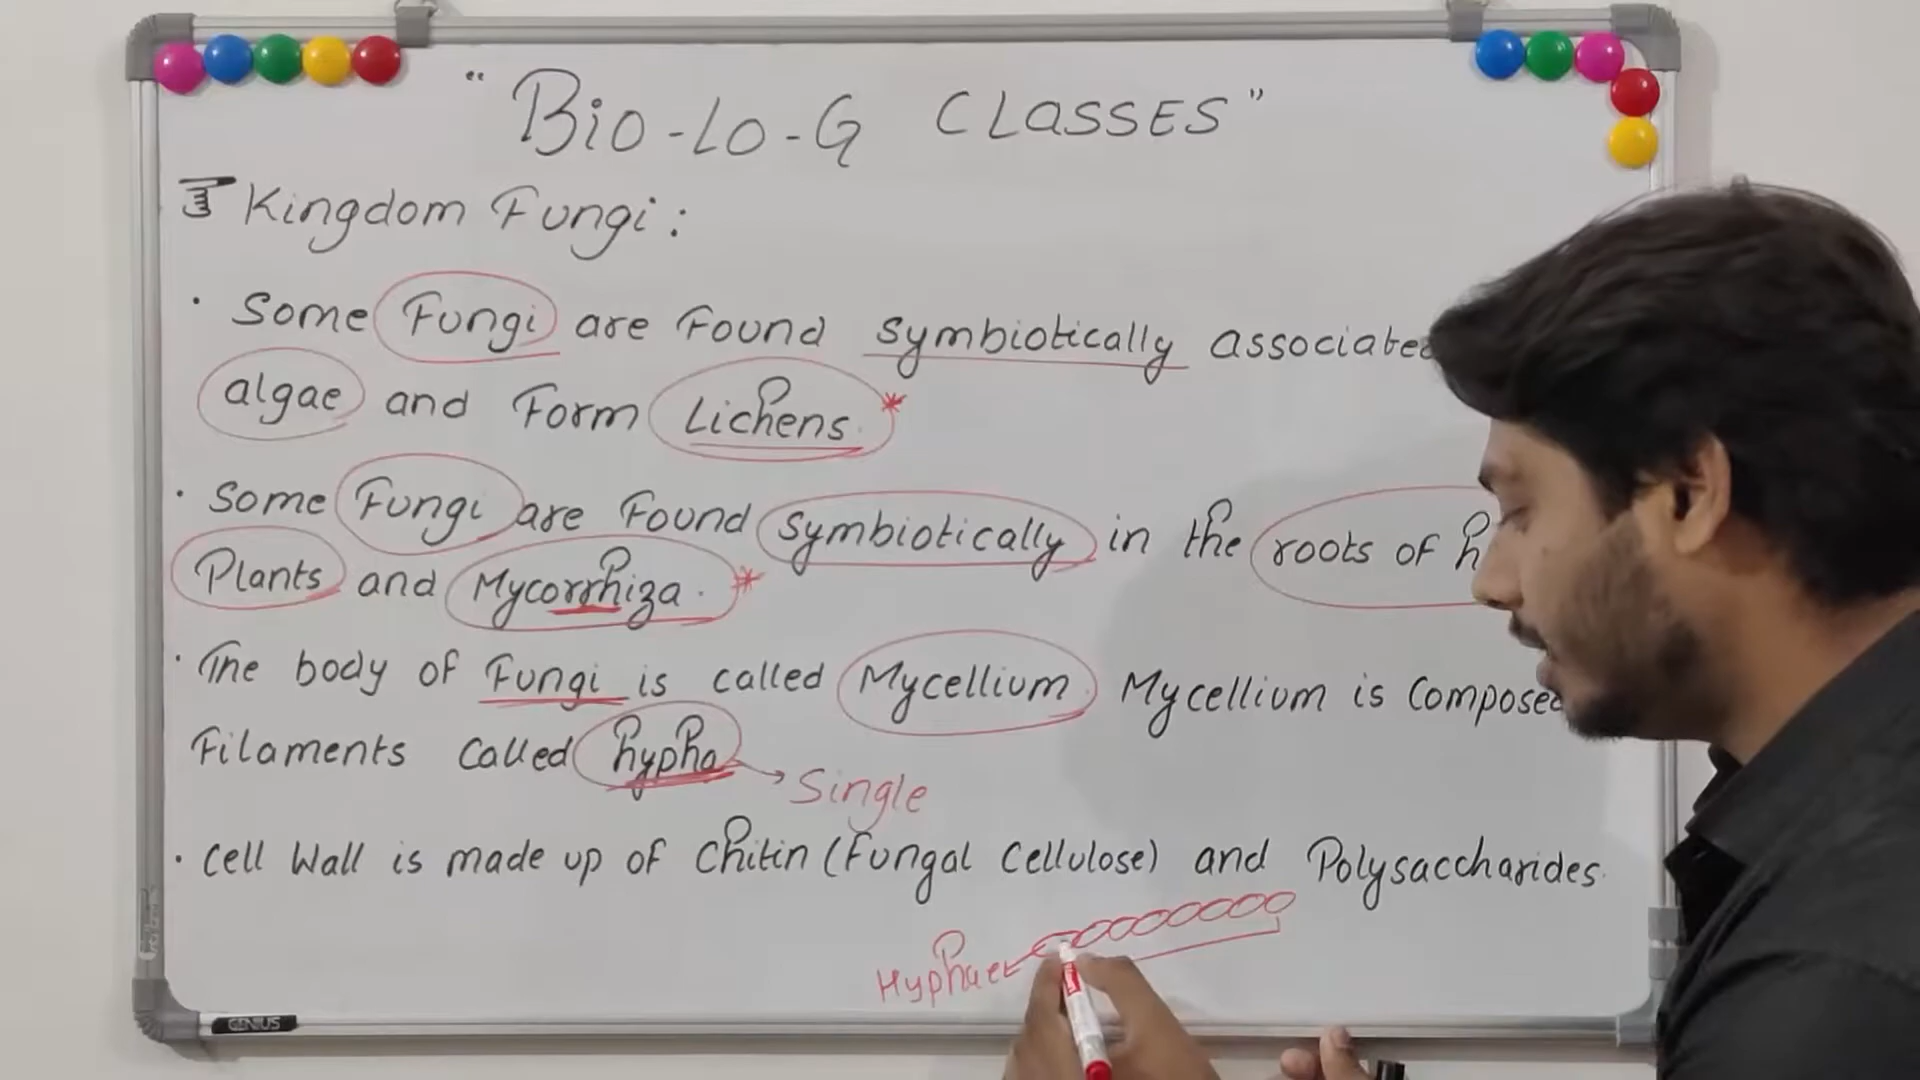 "Bio-Lo-G CLASSES"
☞ Kingdom Fungi:
· Some Fungi are found symbiotically associated
algae and form Lichens. *
· Some Fungi are found symbiotically in the roots of h
Plants and Mycorrhiza. *
· The body of Fungi is called Mycellium Mycellium is composed
Filaments called hypha → Single
· Cell Wall is made up of Chitin (Fungal Cellulose) and Polysaccharides.
Hyphae
GENIUS